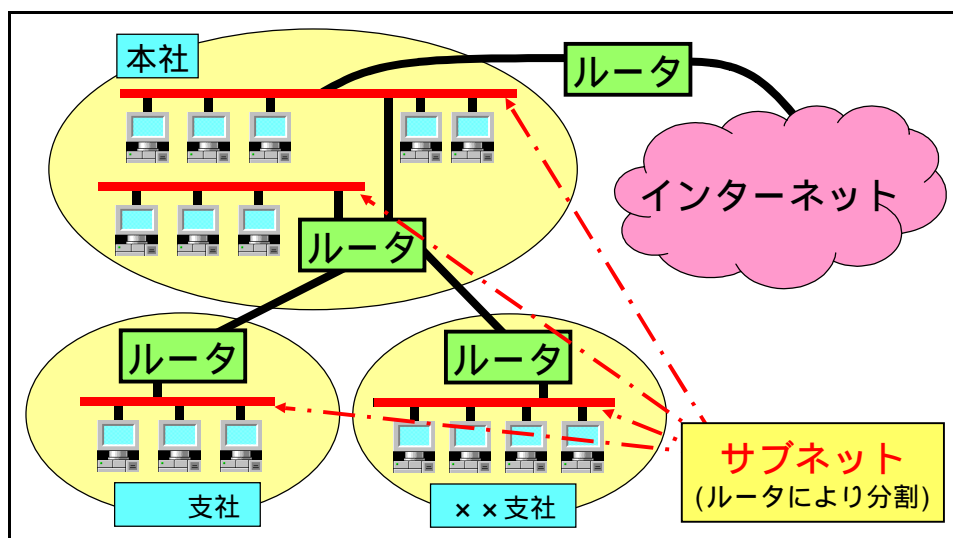 本社
ルータ
インターネット
ルータ
ルータ
ルータ
支社
××支社
サブネット
(ルータにより分割)